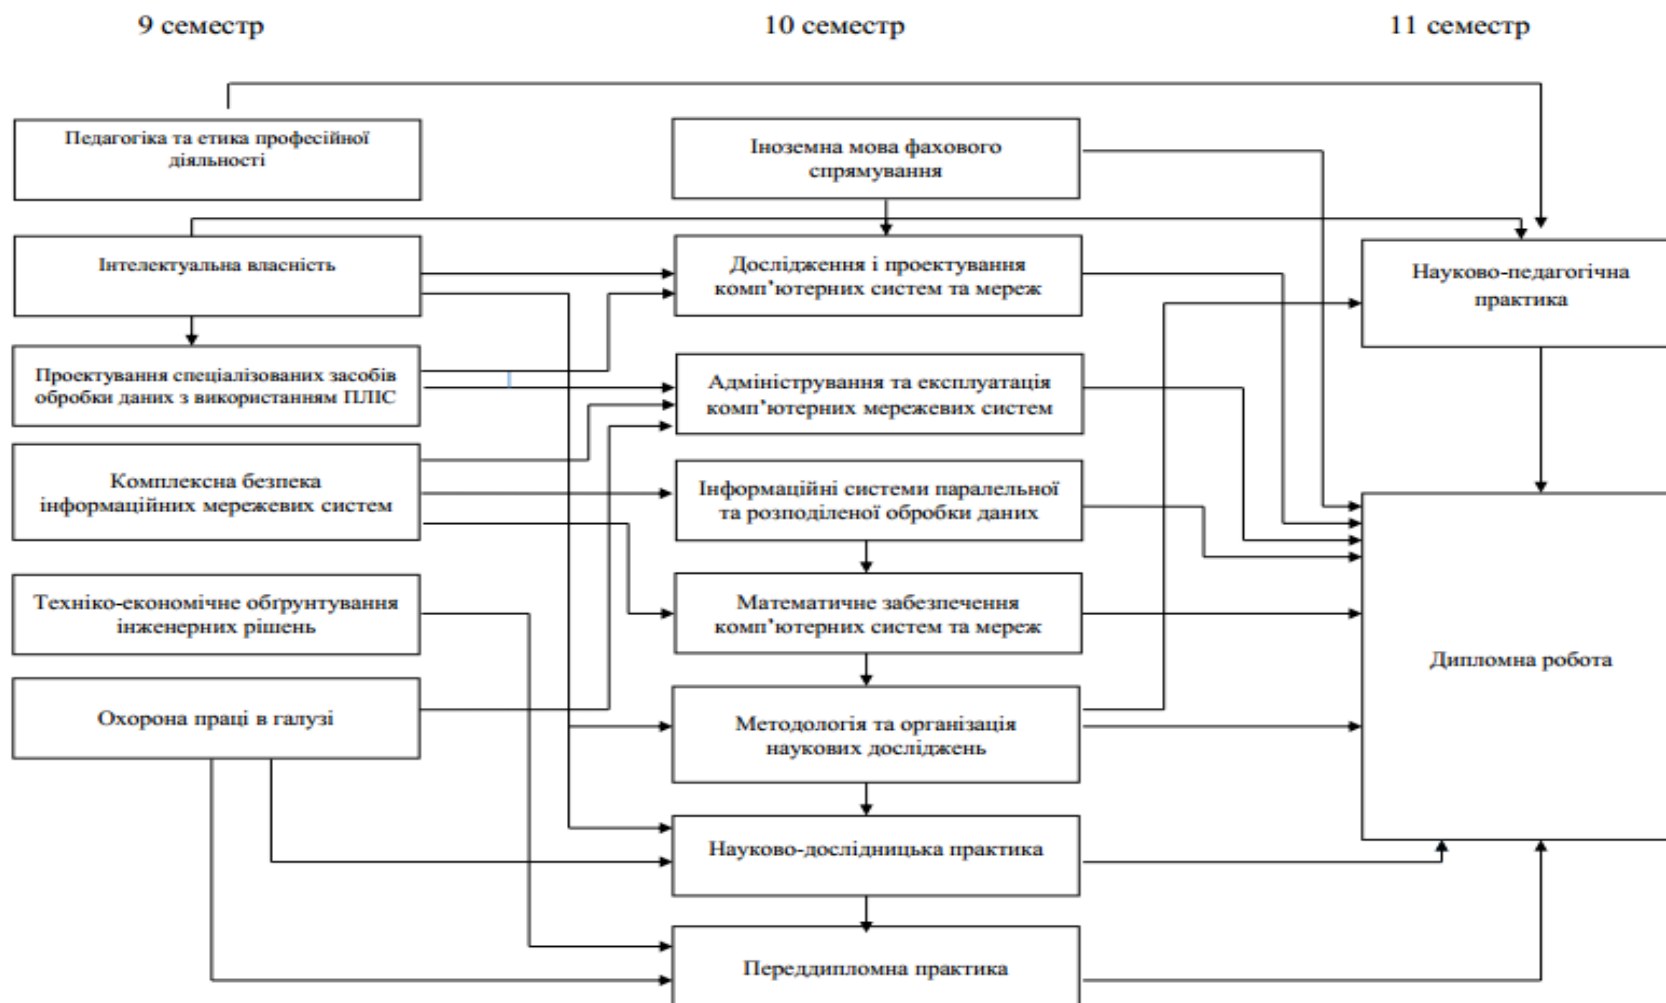 9 семестр
10 семестр
11 семестр
Педагогіка та етика професійної
діяльності
Іноземна мова фахового
спрямування
Інтелектуальна власність
Дослідження і проектування
комп’ютерних систем та мереж
Науково-педагогічна
практика
Проектування спеціалізованих засобів
обробки даних з використанням ПЛІС
Адміністрування та експлуатація
комп’ютерних мережевих систем
Комплексна безпека
інформаційних мережевих систем
Інформаційні системи паралельної
та розподіленої обробки даних
Техніко-економічне обґрунтування
інженерних рішень
Математичне забезпечення
комп’ютерних систем та мереж
Дипломна робота
Охорона праці в галузі
Методологія та організація
наукових досліджень
Науково-дослідницька практика
Переддипломна практика